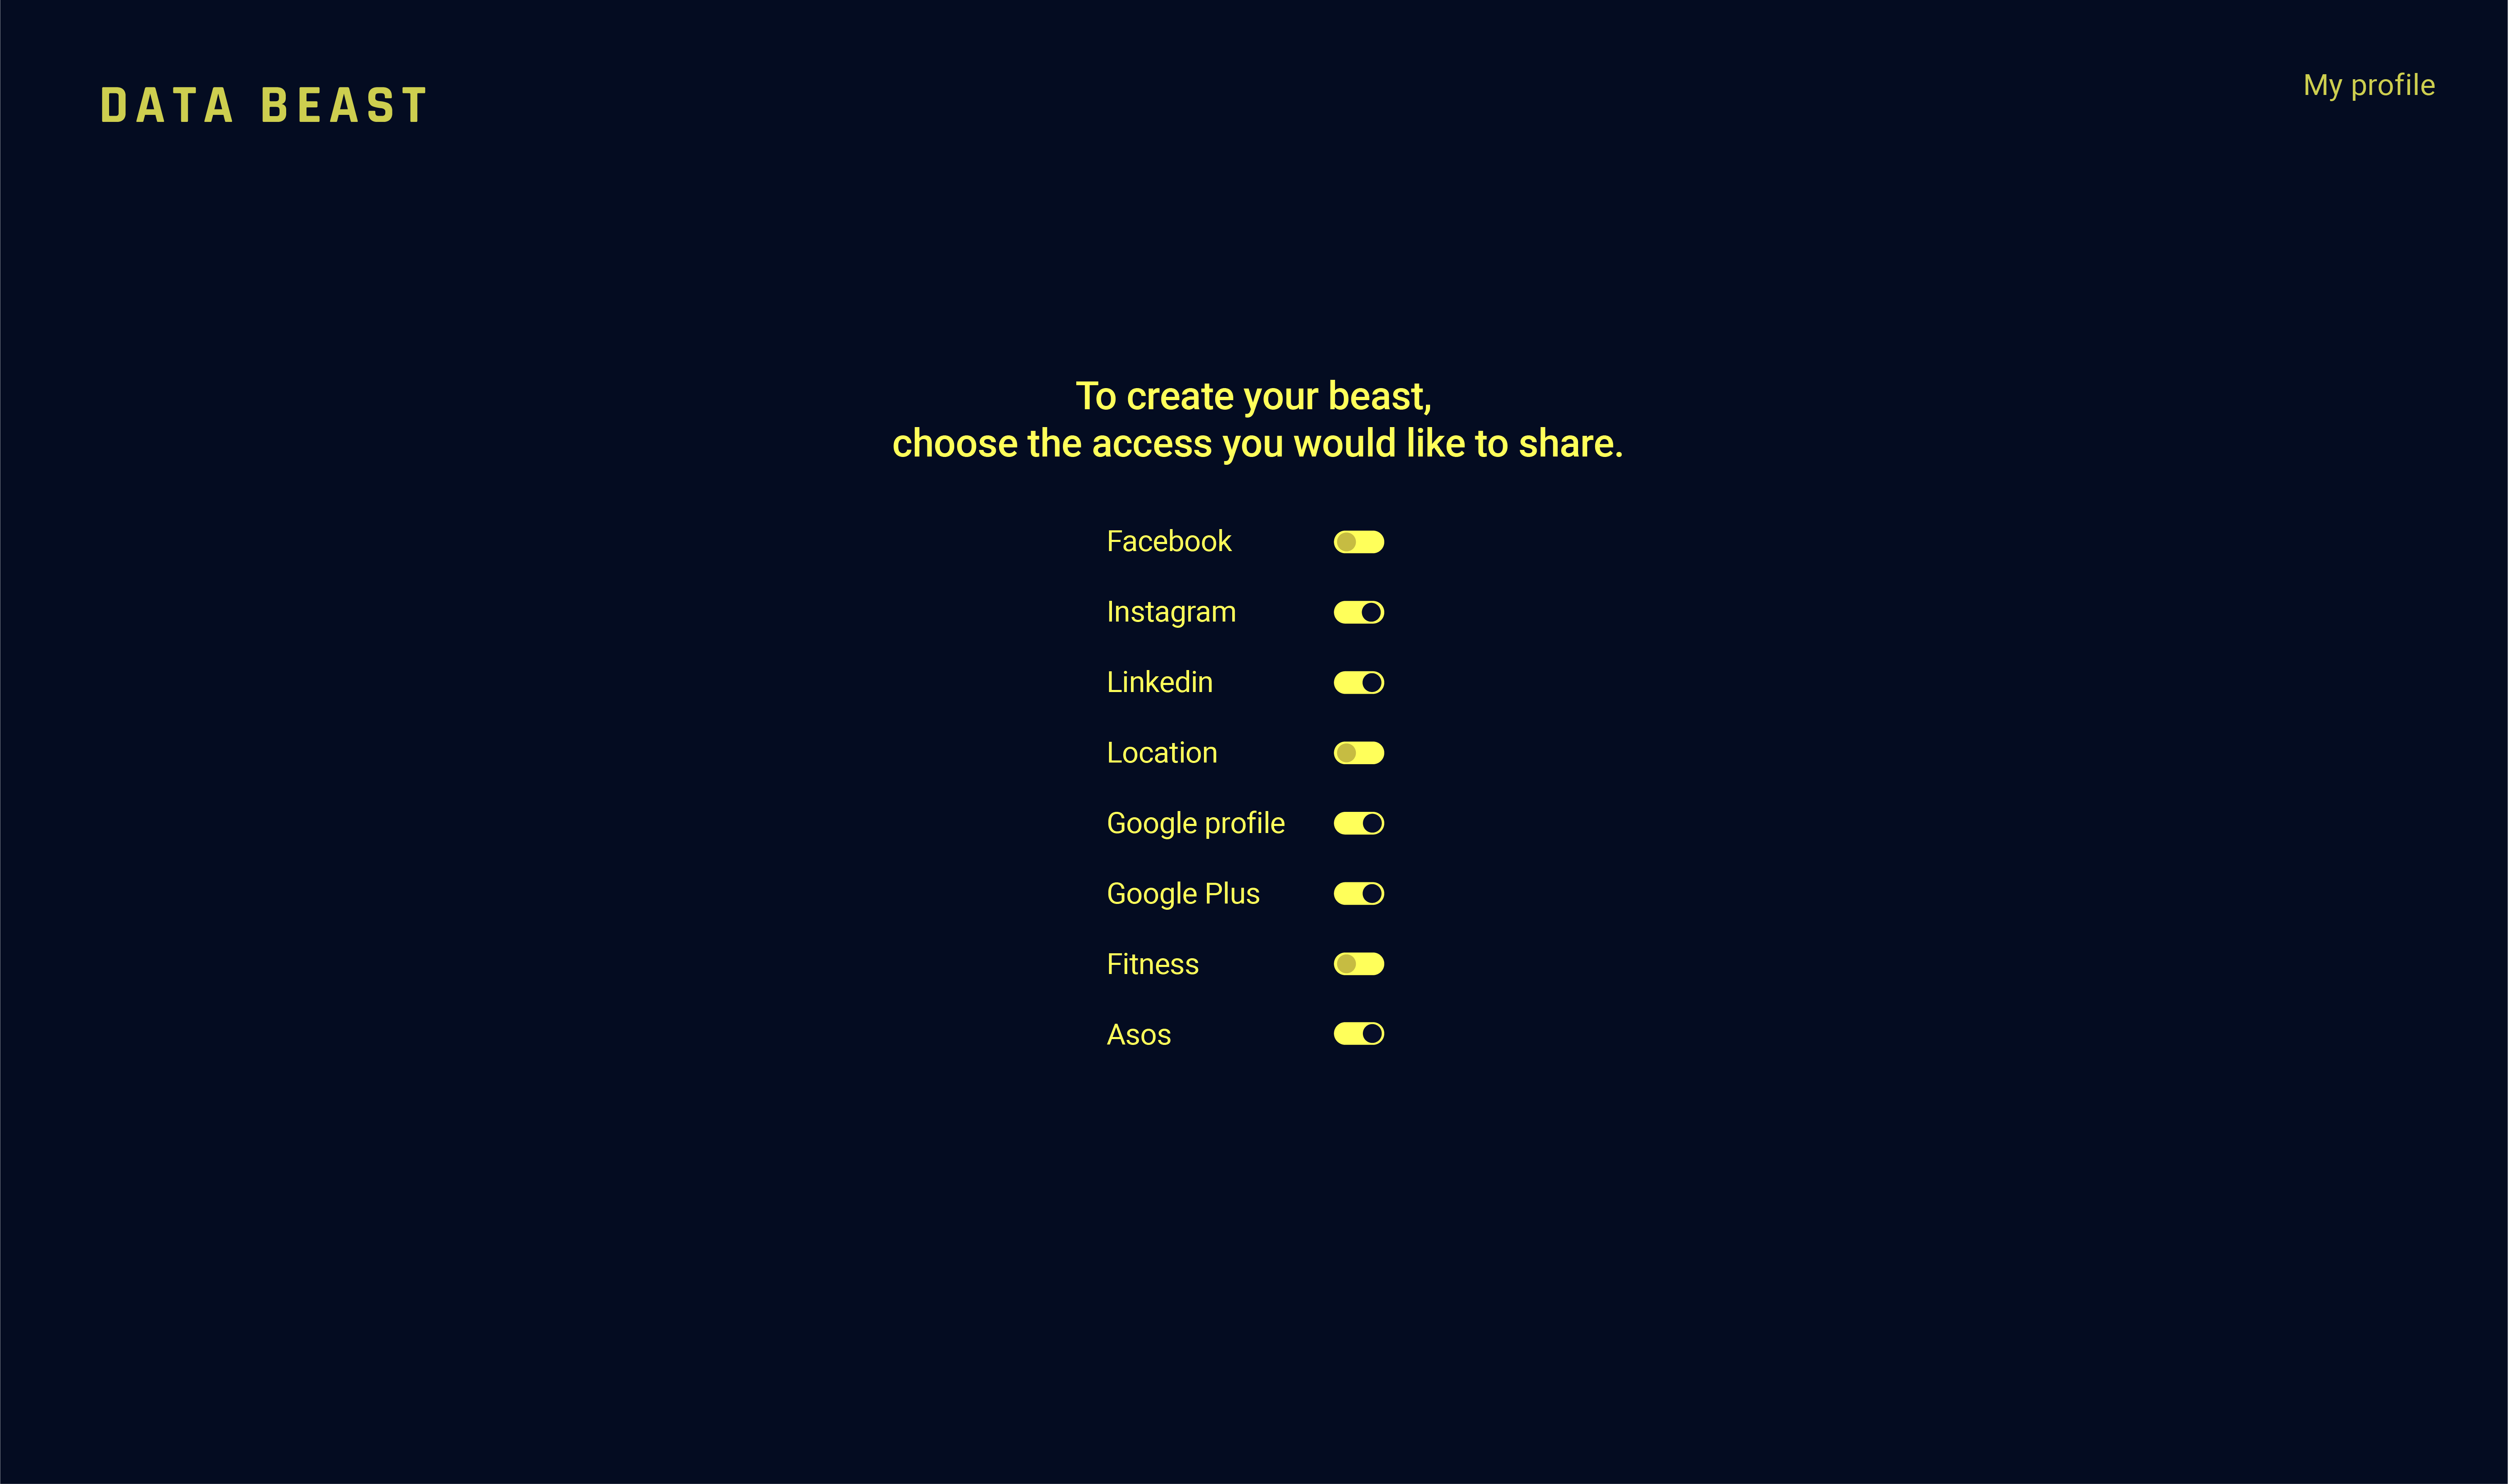 DATA BEAST
My profile
To create your beast,
choose the access you would like to share.
Facebook
Instagram
Linkedin
Location
Google profile
Google Plus
Fitness
Asos